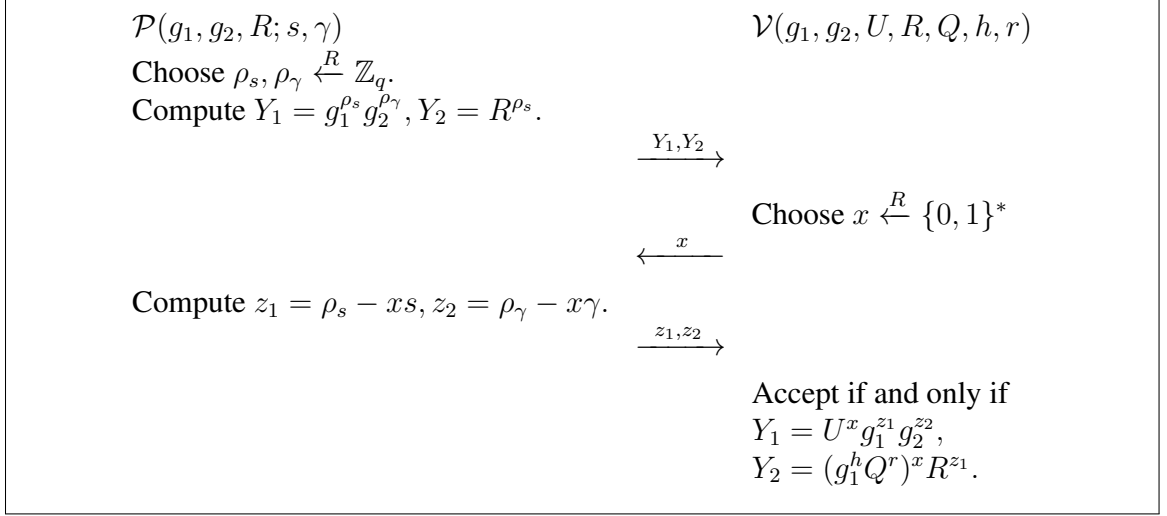 𝒫(g₁, g₂, R; s, γ) 𝒱(g₁, g₂, U, R, Q, h, r)
Choose ρ_s, ρ_γ ←^R ℤ_q.
Compute Y₁ = g₁^{ρ_s} g₂^{ρ_γ}, Y₂ = R^{ρ_s}.
Y₁,Y₂ →
Choose x ←^R {0, 1}*
← x
Compute z₁ = ρ_s − xs, z₂ = ρ_γ − xγ.
z₁,z₂ →
Accept if and only if
Y₁ = U^x g₁^{z₁} g₂^{z₂},
Y₂ = (g₁^h Q^r)^x R^{z₁}.